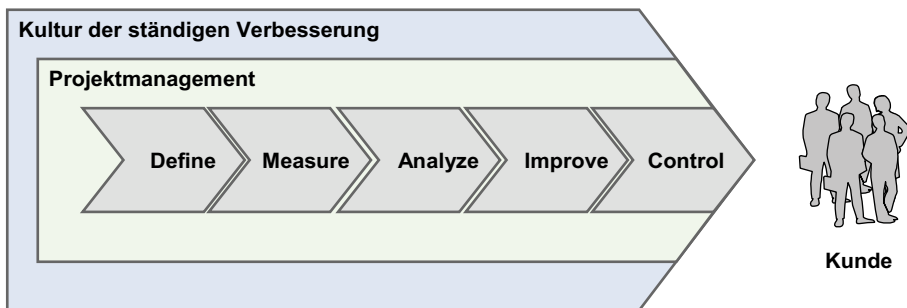 Kultur der ständigen Verbesserung
Projektmanagement
Define
Measure
Analyze
Improve
Control
Kunde